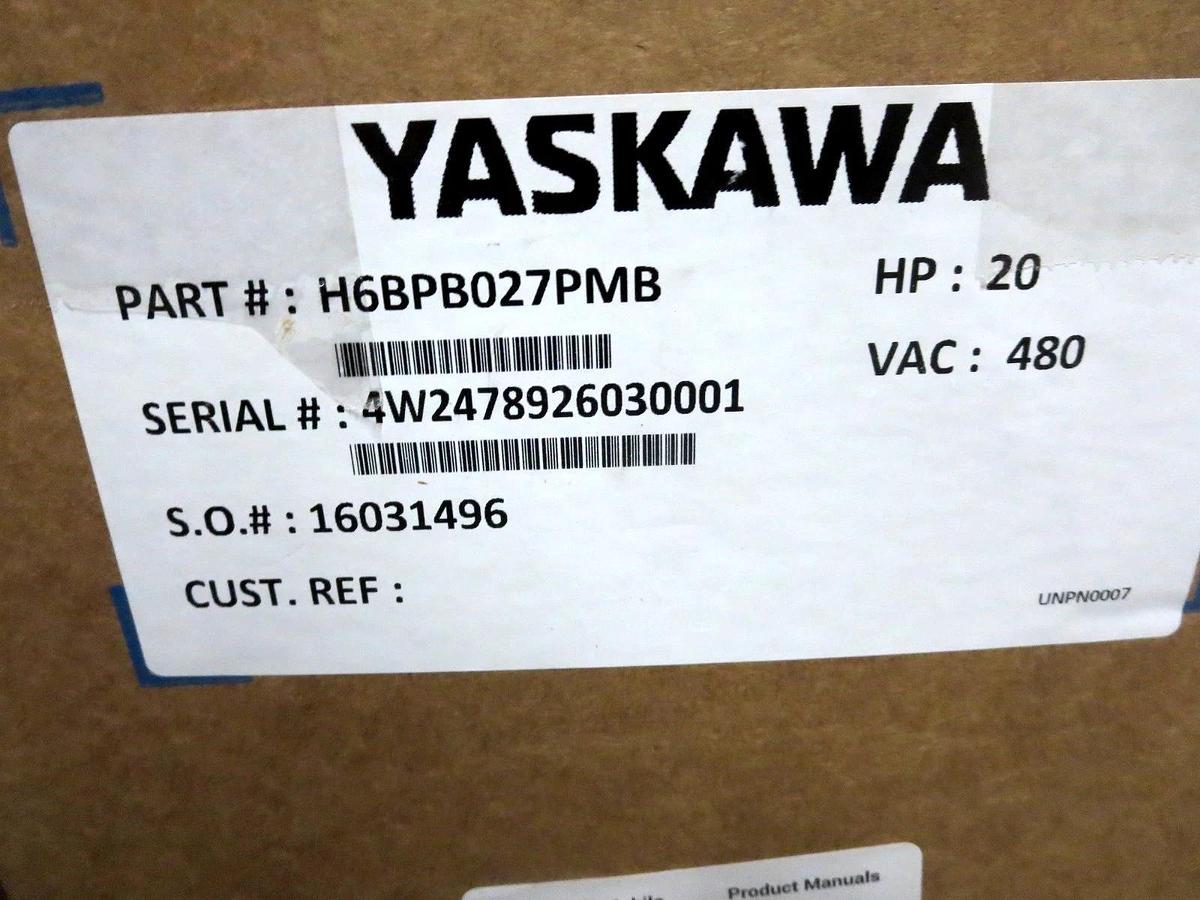 YASKAWA
PART # : H6BPB027PMB
HP : 20
VAC : 480
SERIAL # : 4W2478926030001
S.O.# : 16031496
CUST. REF :
UNPN0007
Product Manuals